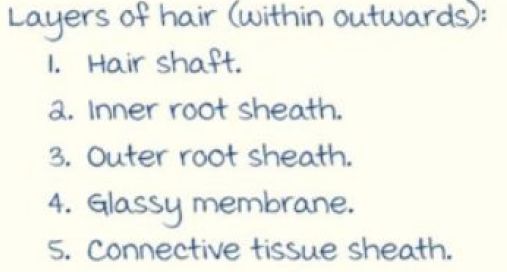 Layers of hair (within outwards):
1. Hair shaft.
2. Inner root sheath.
3. Outer root sheath.
4. Glassy membrane.
5. Connective tissue sheath.